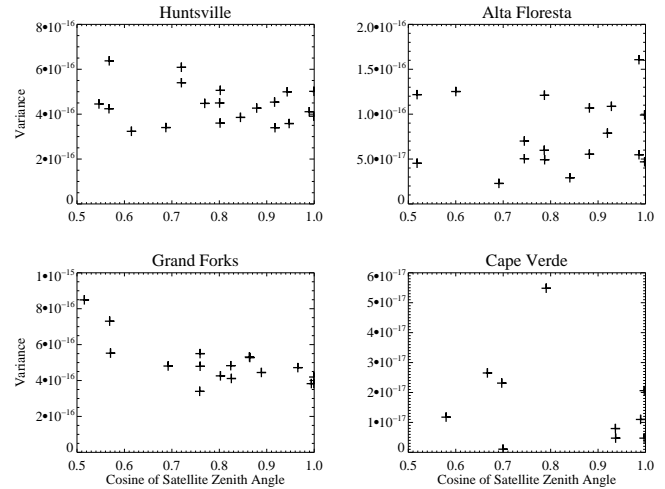 Huntsville
8•10-16
6•10-16
4•10-16
2•10-16
0
Variance
0.5 0.6 0.7 0.8 0.9 1.0
Alta Floresta
2.0•10-16
1.5•10-16
1.0•10-16
5.0•10-17
0
0.5 0.6 0.7 0.8 0.9 1.0
Grand Forks
1•10-15
8•10-16
6•10-16
4•10-16
2•10-16
0
Variance
0.5 0.6 0.7 0.8 0.9 1.0
Cosine of Satellite Zenith Angle
Cape Verde
6•10-17
5•10-17
4•10-17
3•10-17
2•10-17
1•10-17
0
0.5 0.6 0.7 0.8 0.9 1.0
Cosine of Satellite Zenith Angle